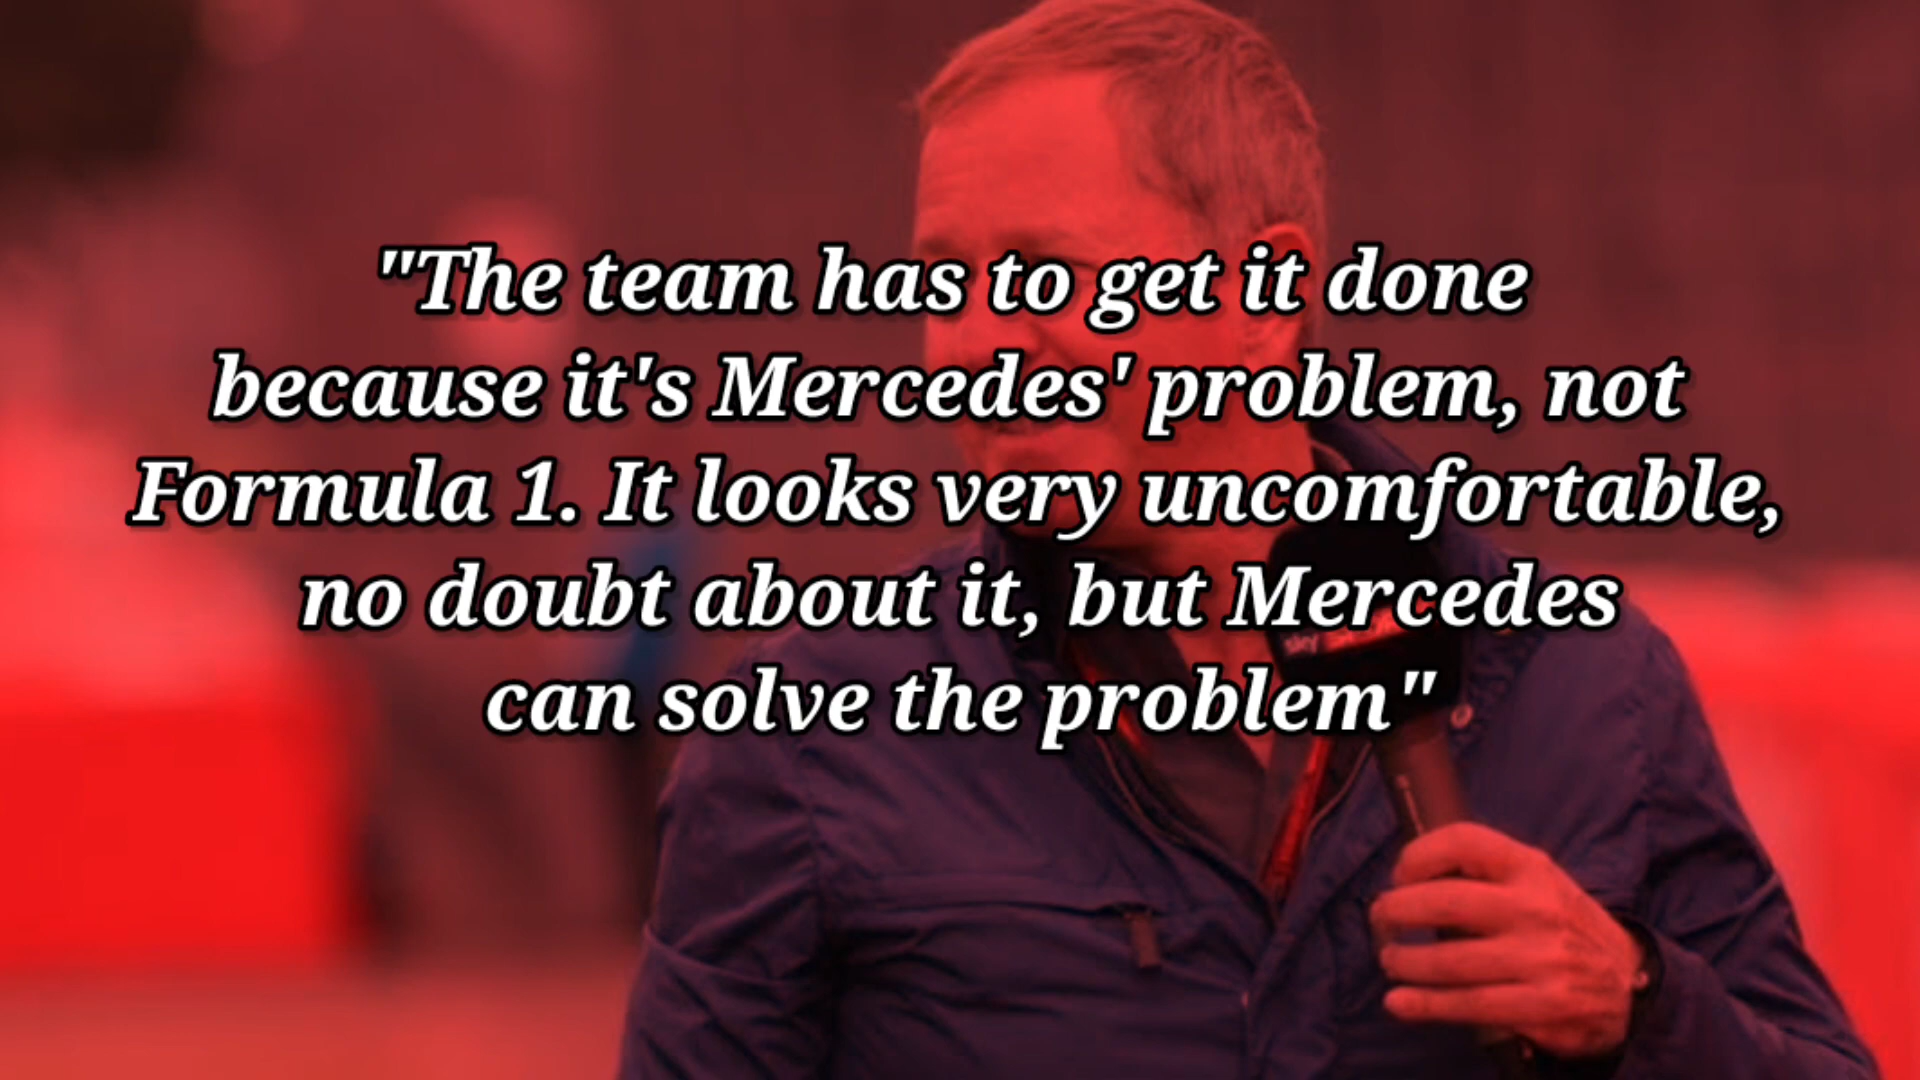 "The team has to get it done
because it's Mercedes' problem, not
Formula 1. It looks very uncomfortable,
no doubt about it, but Mercedes
can solve the problem"
sky